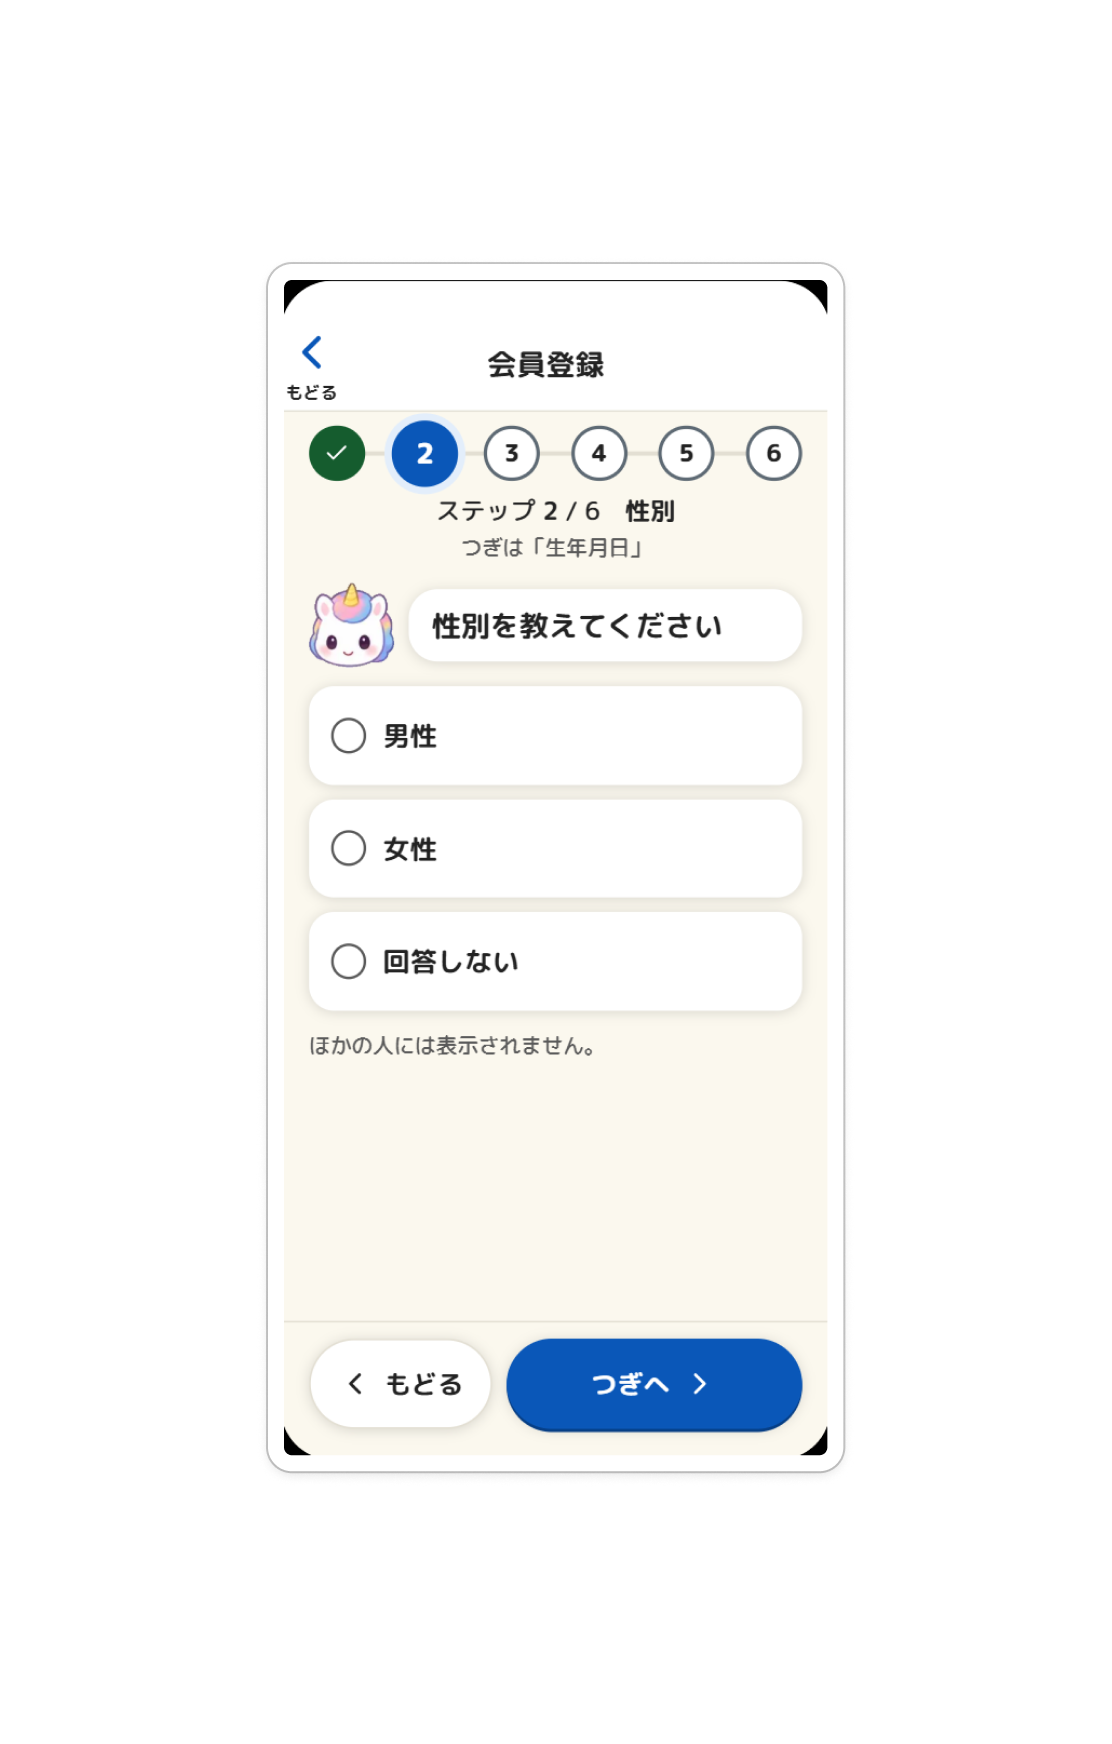 会員登録
もどる
2 3 4 5 6
ステップ 2 / 6 性別
つぎは「生年月日」
性別を教えてください
男性
女性
回答しない
ほかの人には表示されません。
もどる つぎへ